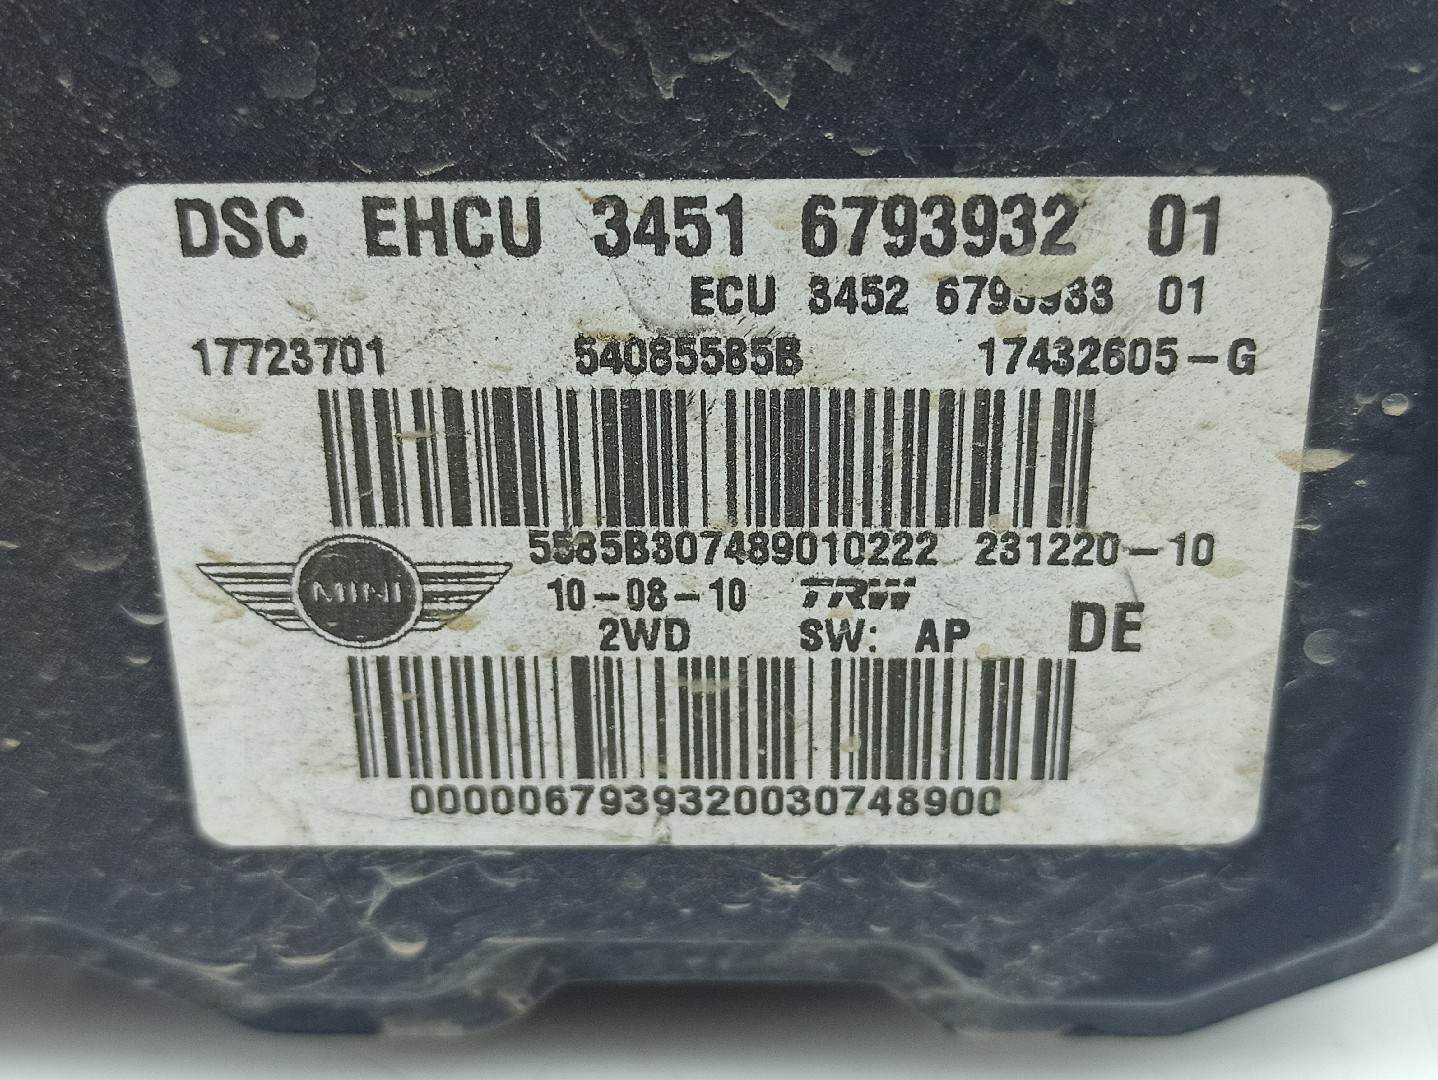 DSC EHCU 3451 6793932 01
ECU 3452 6793933 01
17723701 54085585B 17432605-G
5585B307489010222 231220-10
MINI
10-08-10 TRW
2WD SW: AP DE
0000067939320030748900